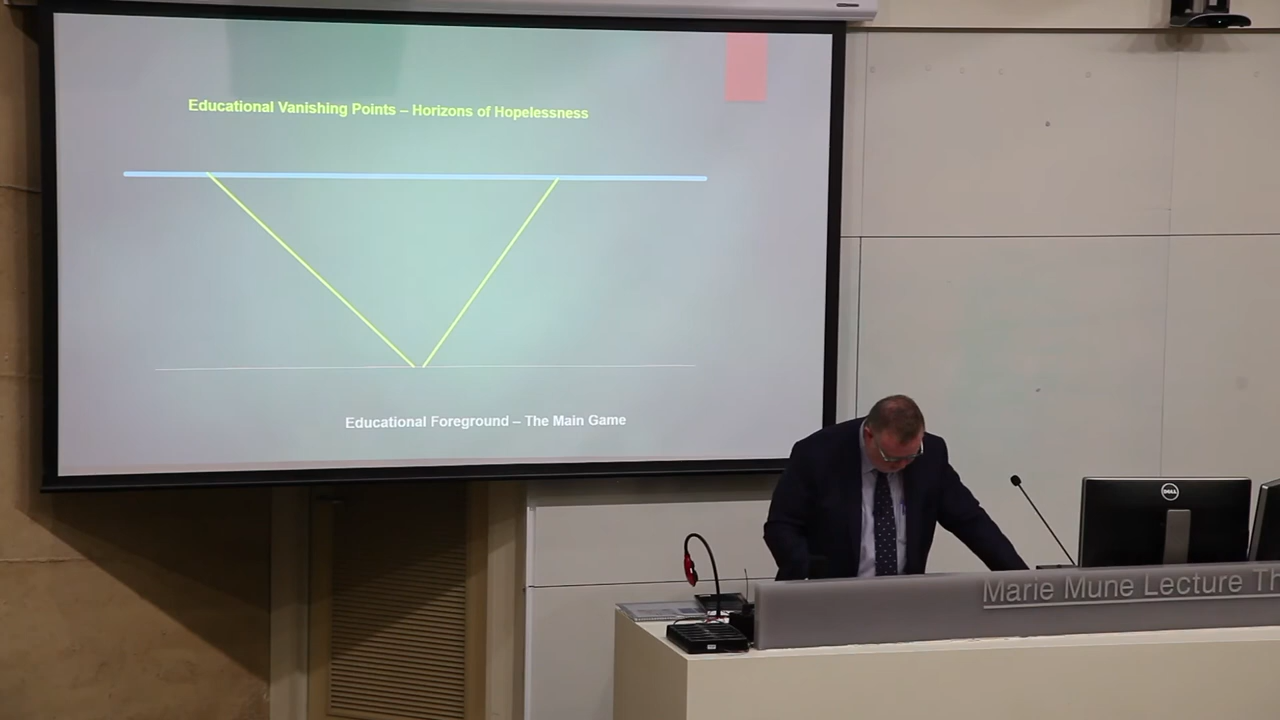 Educational Vanishing Points – Horizons of Hopelessness
Educational Foreground – The Main Game
DELL
Marie Mune Lecture Th